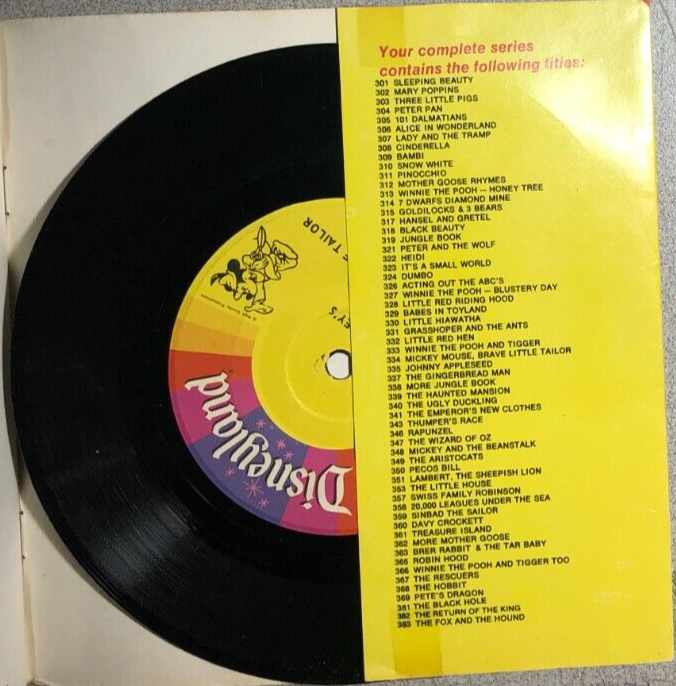 Your complete series
contains the following titles:
301 SLEEPING BEAUTY
302 MARY POPPINS
303 THREE LITTLE PIGS
304 PETER PAN
305 101 DALMATIANS
306 ALICE IN WONDERLAND
307 LADY AND THE TRAMP
308 CINDERELLA
309 BAMBI
310 SNOW WHITE
311 PINOCCHIO
312 MOTHER GOOSE RHYMES
313 WINNIE THE POOH — HONEY TREE
314 7 DWARFS DIAMOND MINE
315 GOLDILOCKS & 3 BEARS
317 HANSEL AND GRETEL
318 BLACK BEAUTY
319 JUNGLE BOOK
321 PETER AND THE WOLF
322 HEIDI
323 IT'S A SMALL WORLD
324 DUMBO
326 ACTING OUT THE ABC'S
327 WINNIE THE POOH — BLUSTERY DAY
328 LITTLE RED RIDING HOOD
329 BABES IN TOYLAND
330 LITTLE HIAWATHA
331 GRASSHOPER AND THE ANTS
332 LITTLE RED HEN
333 WINNIE THE POOH AND TIGGER
334 MICKEY MOUSE, BRAVE LITTLE TAILOR
335 JOHNNY APPLESEED
337 THE GINGERBREAD MAN
338 MORE JUNGLE BOOK
339 THE HAUNTED MANSION
340 THE UGLY DUCKLING
341 THE EMPEROR'S NEW CLOTHES
343 THUMPER'S RACE
346 RAPUNZEL
347 THE WIZARD OF OZ
348 MICKEY AND THE BEANSTALK
349 THE ARISTOCATS
350 PECOS BILL
351 LAMBERT, THE SHEEPISH LION
353 THE LITTLE HOUSE
357 SWISS FAMILY ROBINSON
358 20,000 LEAGUES UNDER THE SEA
359 SINBAD THE SAILOR
360 DAVY CROCKETT
361 TREASURE ISLAND
362 MORE MOTHER GOOSE
363 BRER RABBIT & THE TAR BABY
365 ROBIN HOOD
366 WINNIE THE POOH AND TIGGER TOO
367 THE RESCUERS
368 THE HOBBIT
369 PETE'S DRAGON
381 THE BLACK HOLE
382 THE RETURN OF THE KING
383 THE FOX AND THE HOUND
TAILOR
EY'S
Disneyland